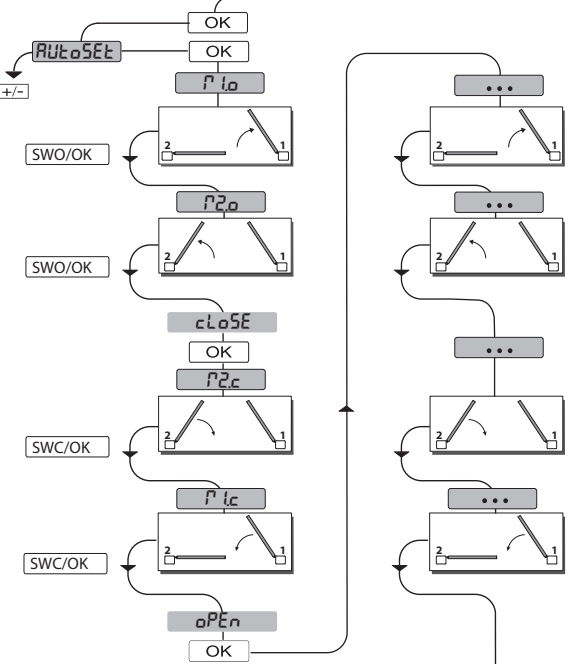 OK
AUtoSEt
OK
+/-
M1.o
2
1
SWO/OK
M2.o
2
1
SWO/OK
cLoSE
OK
M2.c
2
1
SWC/OK
M1.c
2
1
SWC/OK
oPEn
OK
...
2
1
...
2
1
...
2
1
...
2
1